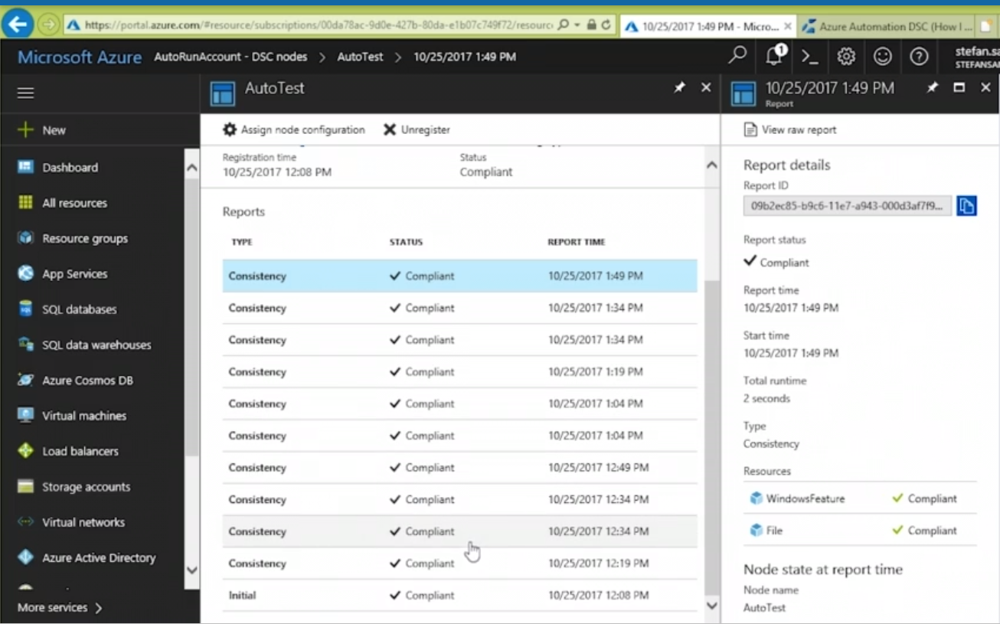 https://portal.azure.com/#resource/subscriptions/00da78ac-9d0e-427b-80da-e1b07c749f72/resourc
10/25/2017 1:49 PM - Micro...
Azure Automation DSC (How I ...
Microsoft Azure AutoRunAccount - DSC nodes > AutoTest > 10/25/2017 1:49 PM
1
stefan.sa
STEFANSAI
New
Dashboard
All resources
Resource groups
App Services
SQL databases
SQL data warehouses
Azure Cosmos DB
Virtual machines
Load balancers
Storage accounts
Virtual networks
Azure Active Directory
More services >
AutoTest
Assign node configuration Unregister
Registration time Status
10/25/2017 12:08 PM Compliant
Reports
TYPE STATUS REPORT TIME
Consistency Compliant 10/25/2017 1:49 PM
Consistency Compliant 10/25/2017 1:34 PM
Consistency Compliant 10/25/2017 1:34 PM
Consistency Compliant 10/25/2017 1:19 PM
Consistency Compliant 10/25/2017 1:04 PM
Consistency Compliant 10/25/2017 1:04 PM
Consistency Compliant 10/25/2017 12:49 PM
Consistency Compliant 10/25/2017 12:34 PM
Consistency Compliant 10/25/2017 12:34 PM
Consistency Compliant 10/25/2017 12:19 PM
Initial Compliant 10/25/2017 12:08 PM
10/25/2017 1:49 PM
Report
View raw report
Report details
Report ID
09b2ec85-b9c6-11e7-a943-000d3af7f9...
Report status
Compliant
Report time
10/25/2017 1:49 PM
Start time
10/25/2017 1:49 PM
Total runtime
2 seconds
Type
Consistency
Resources
WindowsFeature Compliant
File Compliant
Node state at report time
Node name
AutoTest